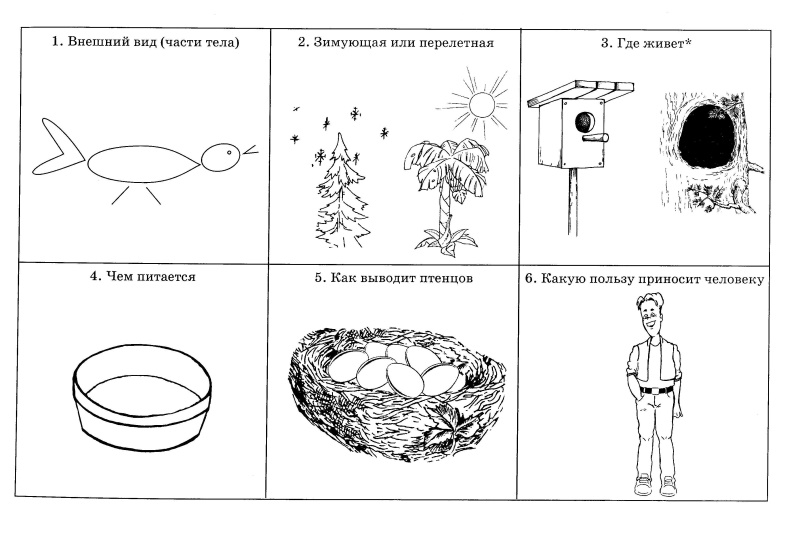 1. Внешний вид (части тела)
2. Зимующая или перелетная
3. Где живет*
4. Чем питается
5. Как выводит птенцов
6. Какую пользу приносит человеку